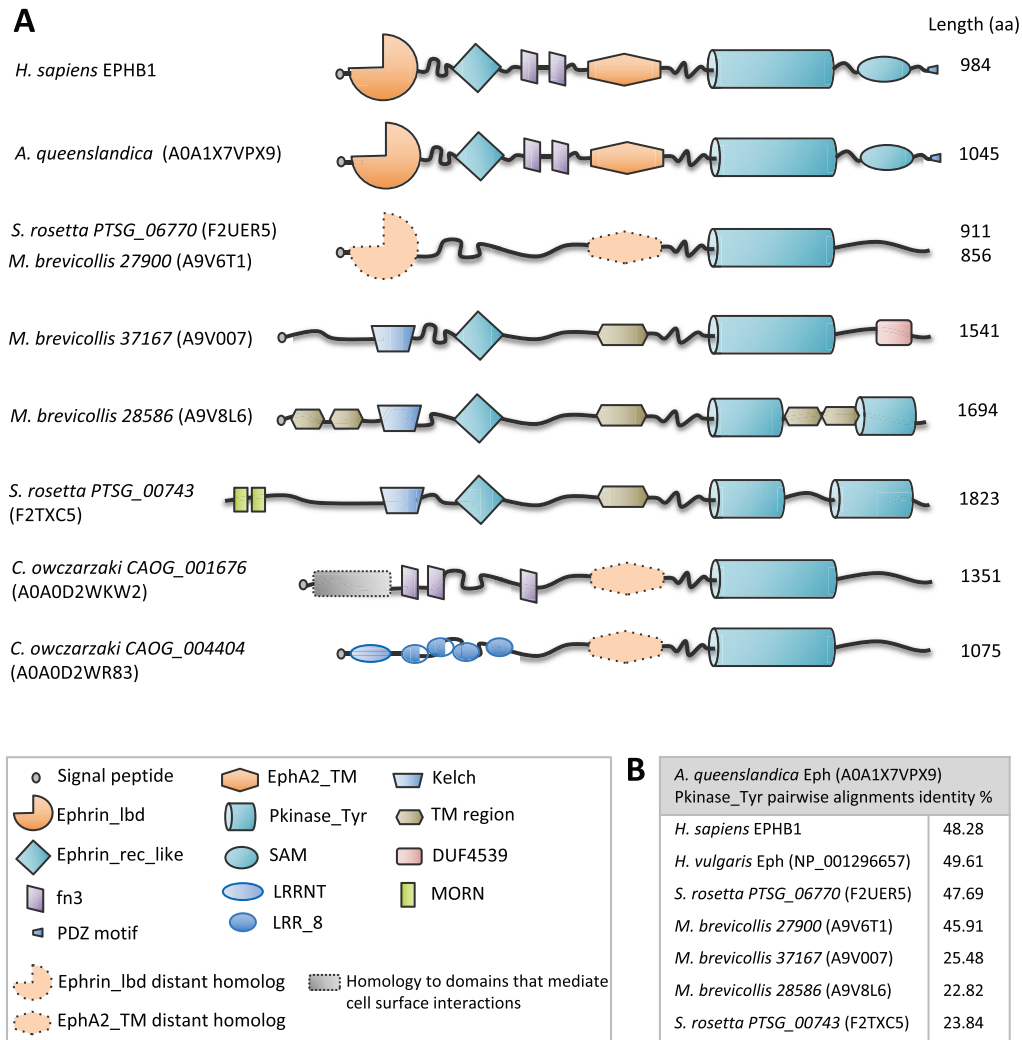 A
Length (aa)
H. sapiens EPHB1
984
A. queenslandica (A0A1X7VPX9)
1045
S. rosetta PTSG_06770 (F2UER5)
911
M. brevicollis 27900 (A9V6T1)
856
M. brevicollis 37167 (A9V007)
1541
M. brevicollis 28586 (A9V8L6)
1694
S. rosetta PTSG_00743
(F2TXC5)
1823
C. owczarzaki CAOG_001676
(A0A0D2WKW2)
1351
C. owczarzaki CAOG_004404
(A0A0D2WR83)
1075
Signal peptide
Ephrin_lbd
Ephrin_rec_like
fn3
PDZ motif
EphA2_TM
Pkinase_Tyr
SAM
LRRNT
LRR_8
Kelch
TM region
DUF4539
MORN
Ephrin_lbd distant homolog
EphA2_TM distant homolog
Homology to domains that mediate
cell surface interactions
B
A. queenslandica Eph (A0A1X7VPX9)
Pkinase_Tyr pairwise alignments identity %
H. sapiens EPHB1 48.28
H. vulgaris Eph (NP_001296657) 49.61
S. rosetta PTSG_06770 (F2UER5) 47.69
M. brevicollis 27900 (A9V6T1) 45.91
M. brevicollis 37167 (A9V007) 25.48
M. brevicollis 28586 (A9V8L6) 22.82
S. rosetta PTSG_00743 (F2TXC5) 23.84